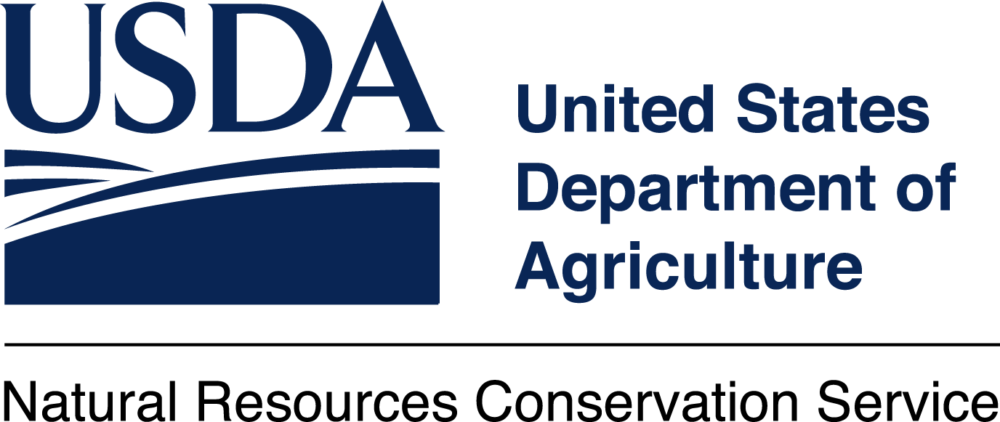 USDA
United States
Department of
Agriculture
Natural Resources Conservation Service